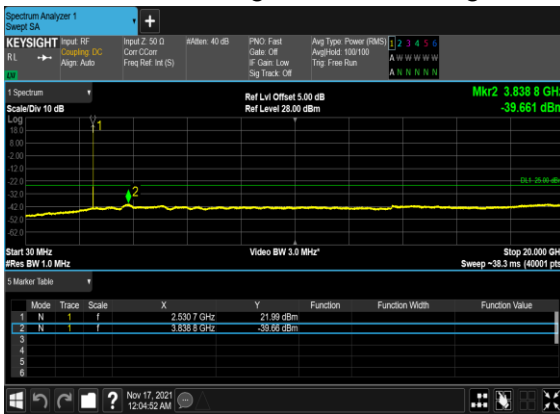 Spectrum Analyzer 1
Swept SA
KEYSIGHT Input: RF Input Z: 50 Ω #Atten: 40 dB PNO: Fast Avg Type: Power (RMS) 1 2 3 4 5 6
RL Coupling: DC Corr CCorr Gate: Off Avg|Hold: 100/100 A W W W W W
Align: Auto Freq Ref: Int (S) IF Gain: Low Trig: Free Run
LXI Sig Track: Off A N N N N N
1 Spectrum Ref Lvl Offset 5.00 dB Mkr2 3.838 8 GHz
Scale/Div 10 dB Ref Level 28.00 dBm -39.661 dBm
Log
18.0
8.00
-2.00
-12.0
-22.0
-32.0
-42.0
-52.0
-62.0
1
2
DL1 -25.00 dBm
Start 30 MHz Video BW 3.0 MHz* Stop 20.000 GH
#Res BW 1.0 MHz Sweep ~38.3 ms (40001 pts
5 Marker Table
Mode Trace Scale X Y Function Function Width Function Value
1 N 1 f 2.530 7 GHz 21.99 dBm
2 N 1 f 3.838 8 GHz -39.66 dBm
3
4
5
6
? Nov 17, 2021
12:04:52 AM